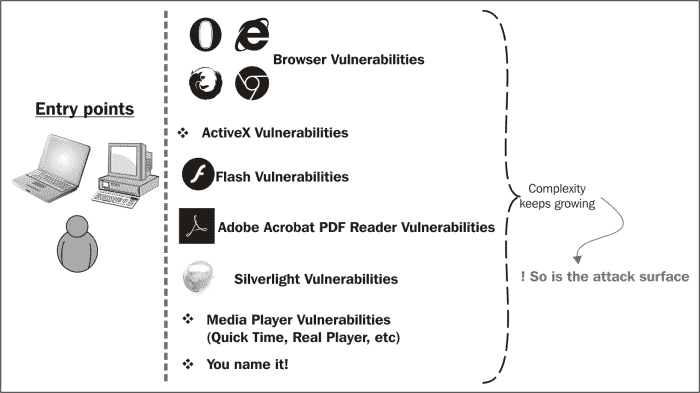 Entry points
Browser Vulnerabilities
ActiveX Vulnerabilities
Flash Vulnerabilities
Adobe Acrobat PDF Reader Vulnerabilities
Silverlight Vulnerabilities
Media Player Vulnerabilities
(Quick Time, Real Player, etc)
You name it!
Complexity
keeps growing
! So is the attack surface